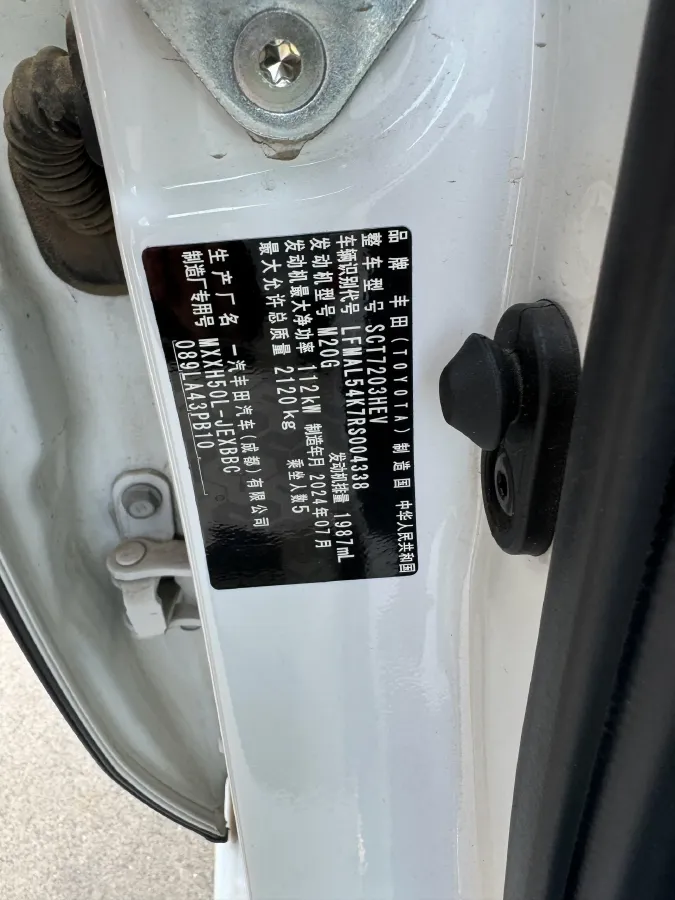 品牌 丰田(TOYOTA) 制造国 中华人民共和国
整车型号 SC17203HEV
车辆识别代号 LFMAL54K7RS004338
发动机型号 M20G 发动机排量 1987mL
发动机最大净功率 112kW 制造年月 2024年07月
最大允许总质量 2120kg 乘坐人数5
生产厂名 一汽丰田汽车(成都)有限公司
制造厂专用号 MXXH50L-JEXBBC
089LA43PB10